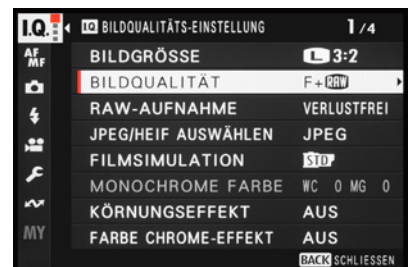 I.Q. IQ BILDQUALITÄTS-EINSTELLUNG 1/4
AF MF BILDGRÖSSE L 3:2
BILDQUALITÄT F+RAW
RAW-AUFNAHME VERLUSTFREI
JPEG/HEIF AUSWÄHLEN JPEG
FILMSIMULATION STD
MONOCHROME FARBE WC 0 MG 0
KÖRNUNGSEFFEKT AUS
MY FARBE CHROME-EFFEKT AUS
BACK SCHLIESSEN